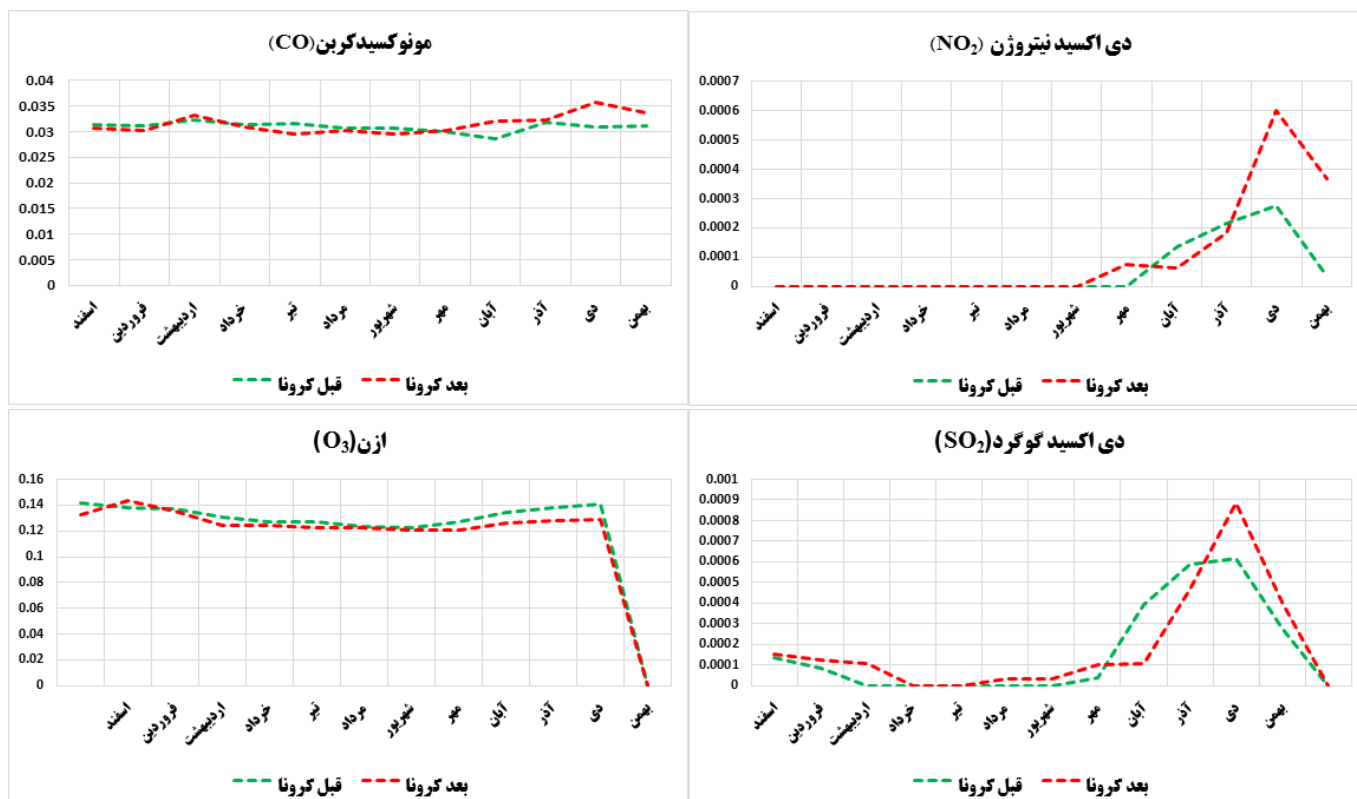 مونوکسیدکربن(CO)
0.04
0.035
0.03
0.025
0.02
0.015
0.01
0.005
0
اسفند
فروردین
اردیبهشت
خرداد
تیر
مرداد
شهریور
مهر
آبان
آذر
دی
بهمن
قبل کرونا
بعد کرونا
دی اکسید نیتروژن (NO₂)
0.0007
0.0006
0.0005
0.0004
0.0003
0.0002
0.0001
0
اسفند
فروردین
اردیبهشت
خرداد
تیر
مرداد
شهریور
مهر
آبان
آذر
دی
بهمن
قبل کرونا
بعد کرونا
ازن(O₃)
0.16
0.14
0.12
0.1
0.08
0.06
0.04
0.02
0
اسفند
فروردین
اردیبهشت
خرداد
تیر
مرداد
شهریور
مهر
آبان
آذر
دی
بهمن
قبل کرونا
بعد کرونا
دی اکسید گوگرد(SO₂)
0.001
0.0009
0.0008
0.0007
0.0006
0.0005
0.0004
0.0003
0.0002
0.0001
0
اسفند
فروردین
اردیبهشت
خرداد
تیر
مرداد
شهریور
مهر
آبان
آذر
دی
بهمن
قبل کرونا
بعد کرونا